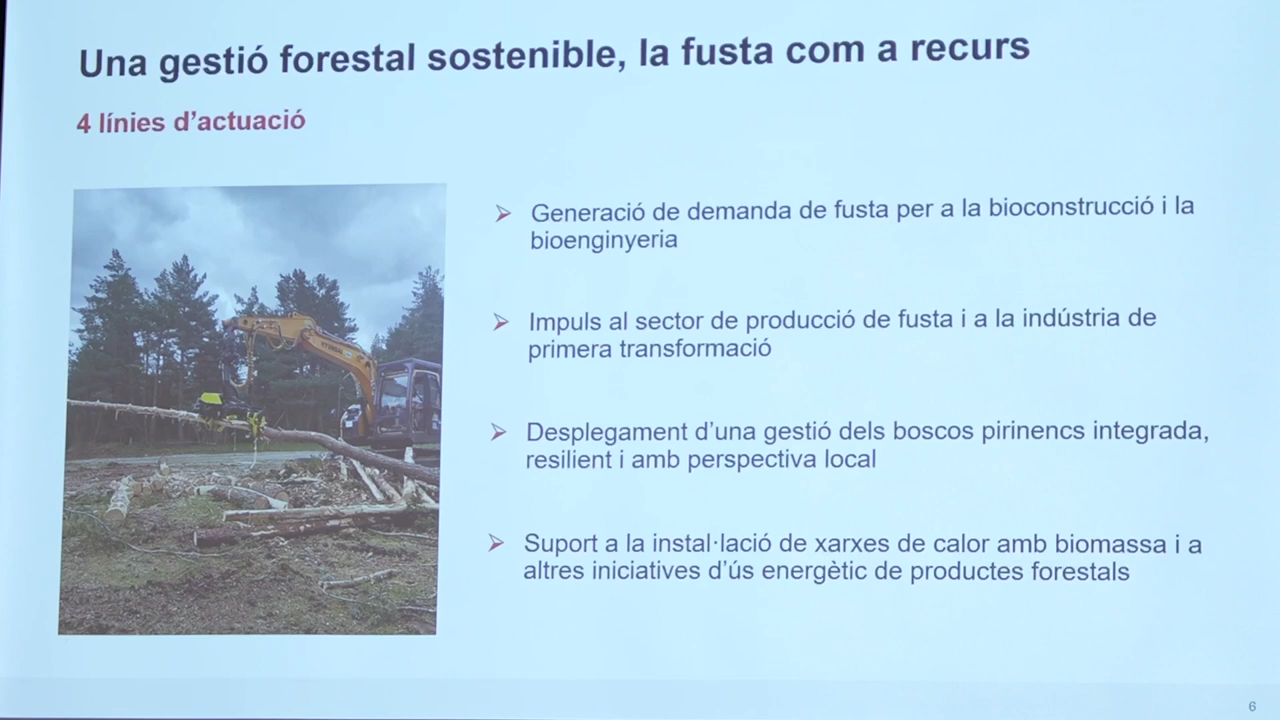 Una gestió forestal sostenible, la fusta com a recurs
4 línies d'actuació
Generació de demanda de fusta per a la bioconstrucció i la
bioenginyeria
Impuls al sector de producció de fusta i a la indústria de
primera transformació
Desplegament d'una gestió dels boscos pirinencs integrada,
resilient i amb perspectiva local
Suport a la instal·lació de xarxes de calor amb biomassa i a
altres iniciatives d'ús energètic de productes forestals
6